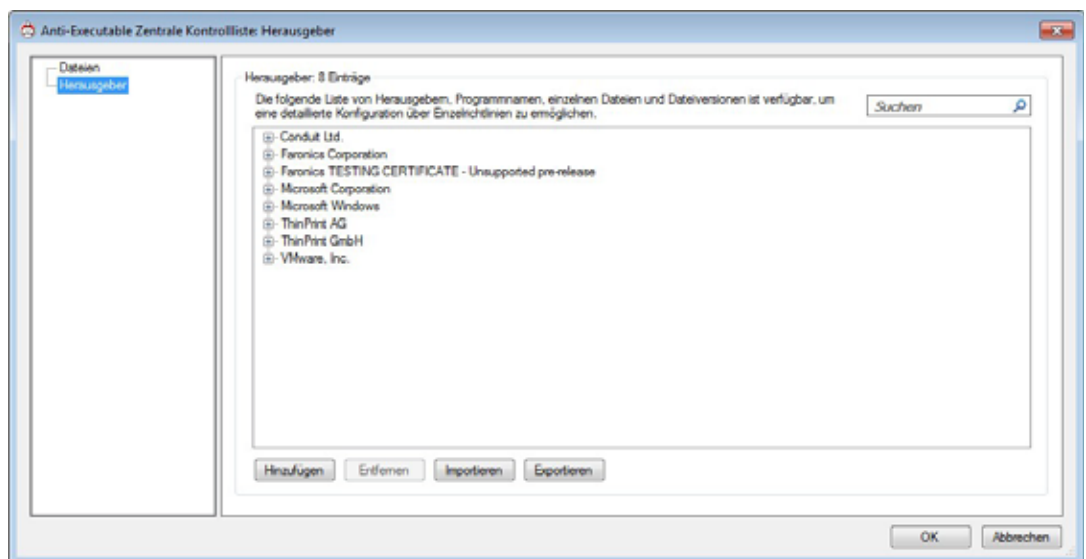 Anti-Executable Zentrale Kontrollliste: Herausgeber
Dateien
Herausgeber
Herausgeber: 8 Einträge
Die folgende Liste von Herausgebern, Programmnamen, einzelnen Dateien und Dateiversionen ist verfügbar, um
eine detaillierte Konfiguration über Einzelrichtlinien zu ermöglichen.
Suchen
Conduit Ltd.
Faronics Corporation
Faronics TESTING CERTIFICATE - Unsupported pre-release
Microsoft Corporation
Microsoft Windows
ThinPrint AG
ThinPrint GmbH
VMware, Inc.
Hinzufügen
Entfernen
Importieren
Exportieren
OK
Abbrechen